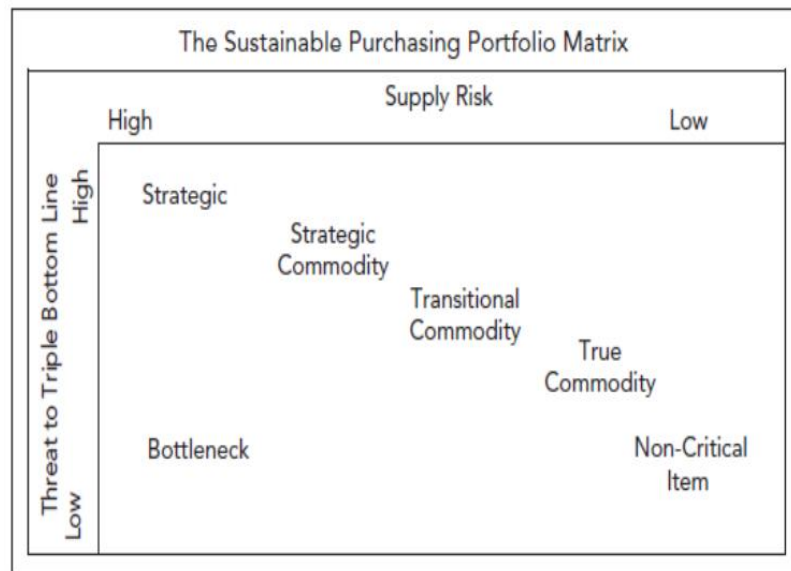 The Sustainable Purchasing Portfolio Matrix
Supply Risk
High
Low
Threat to Triple Bottom Line
High
Low
Strategic
Strategic
Commodity
Transitional
Commodity
True
Commodity
Bottleneck
Non-Critical
Item